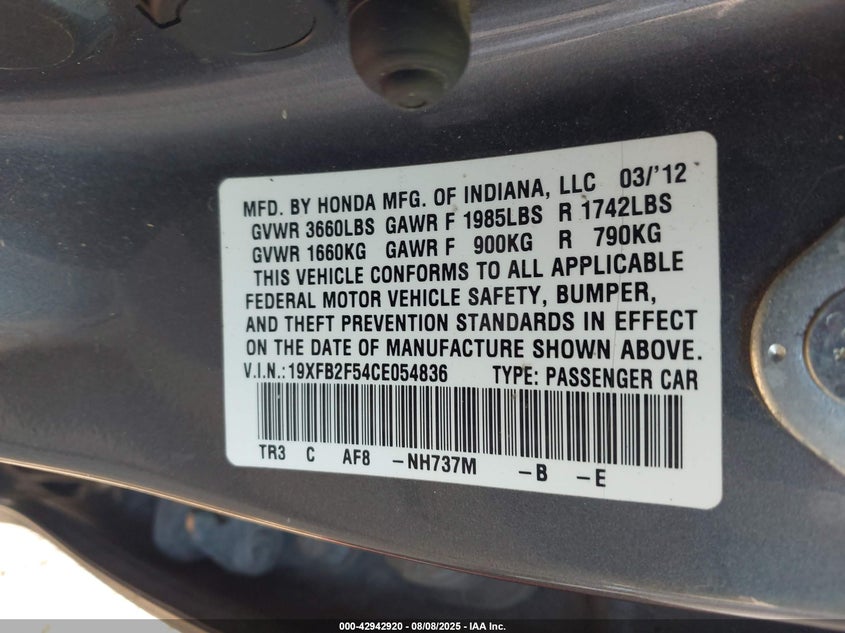 MFD. BY HONDA MFG. OF INDIANA, LLC 03/'12
GVWR 3660LBS GAWR F 1985LBS R 1742LBS
GVWR 1660KG GAWR F 900KG R 790KG
THIS VEHICLE CONFORMS TO ALL APPLICABLE
FEDERAL MOTOR VEHICLE SAFETY, BUMPER,
AND THEFT PREVENTION STANDARDS IN EFFECT
ON THE DATE OF MANUFACTURE SHOWN ABOVE.
V.I.N.:19XFB2F54CE054836 TYPE: PASSENGER CAR
TR3 C AF8 -NH737M -B -E
000-42942920 - 08/08/2025 - IAA Inc.